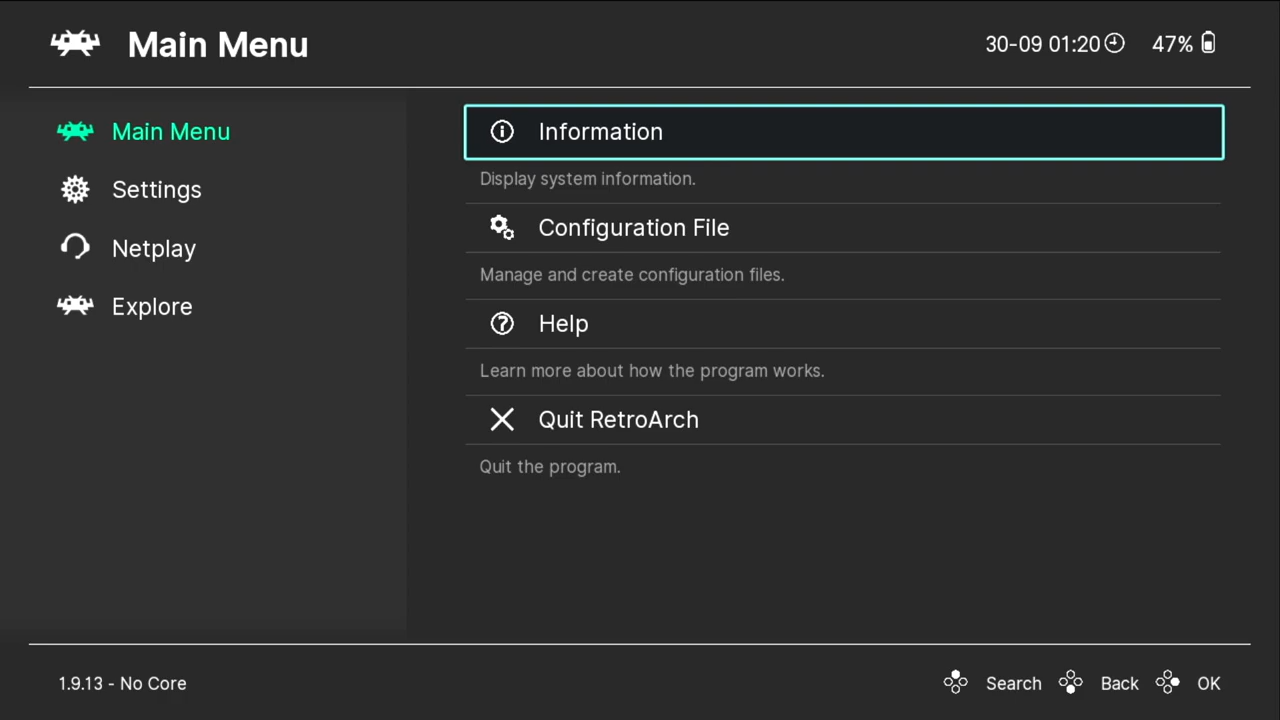 Main Menu
30-09 01:20 47%
Main Menu
Settings
Netplay
Explore
Information
Display system information.
Configuration File
Manage and create configuration files.
Help
Learn more about how the program works.
Quit RetroArch
Quit the program.
1.9.13 - No Core
Search Back OK